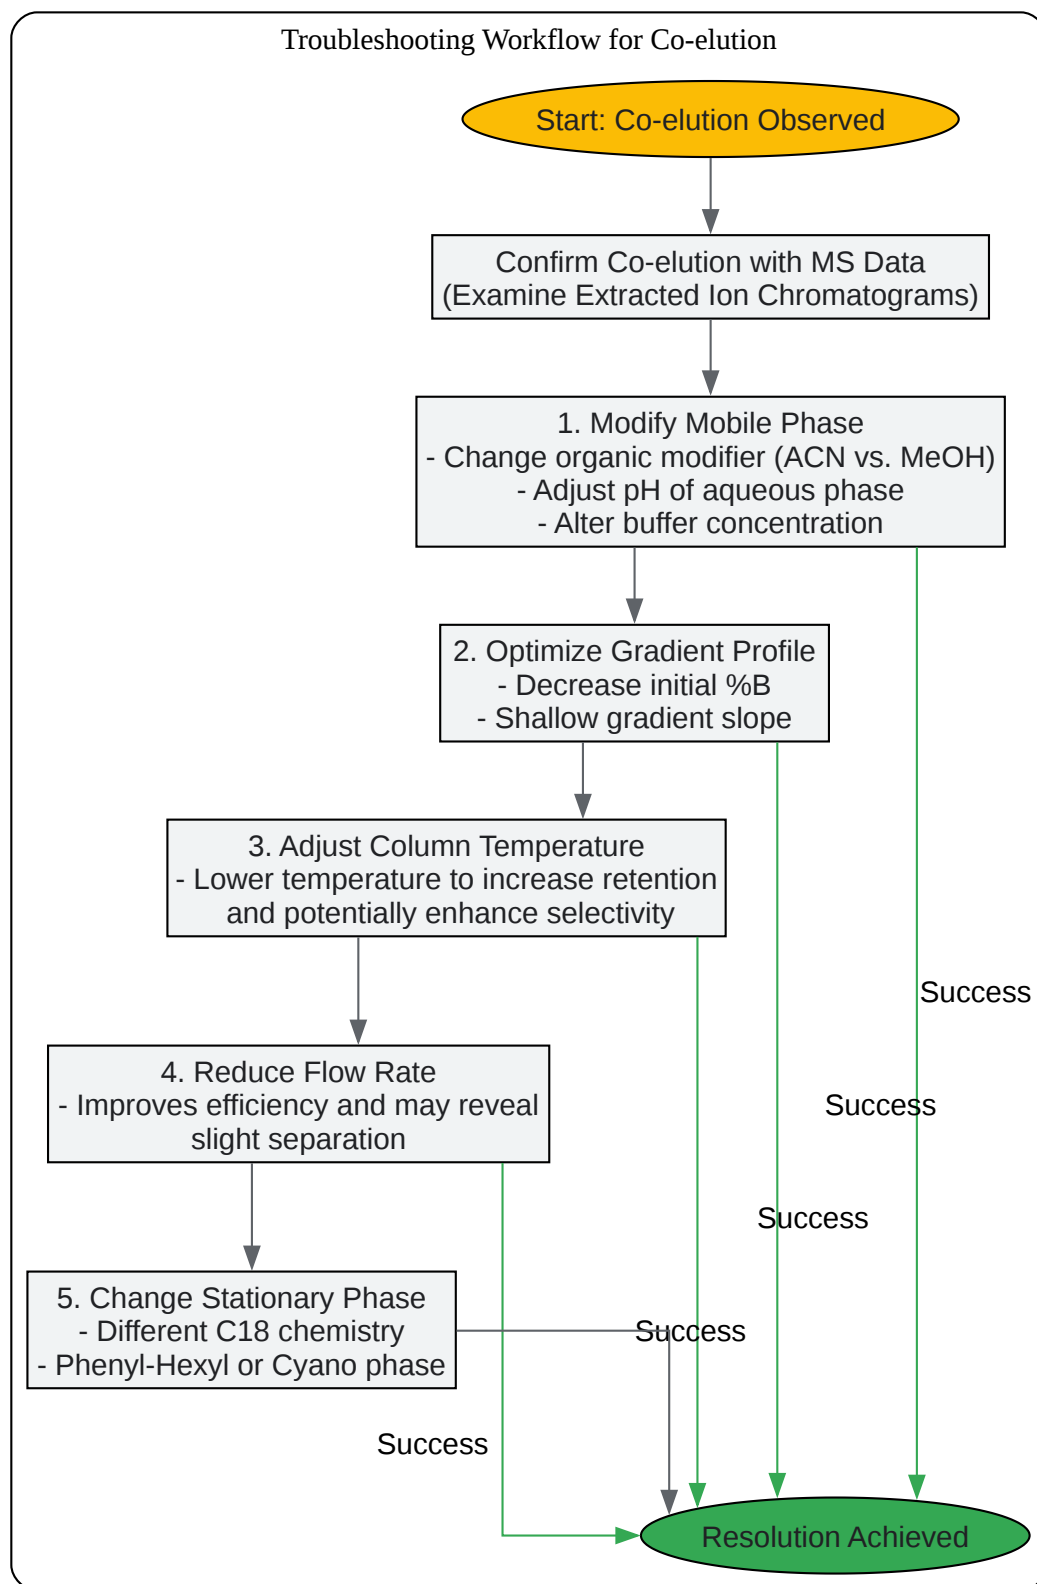 Troubleshooting Workflow for Co-elution
Start: Co-elution Observed
Confirm Co-elution with MS Data
(Examine Extracted Ion Chromatograms)
1. Modify Mobile Phase
- Change organic modifier (ACN vs. MeOH)
- Adjust pH of aqueous phase
- Alter buffer concentration
2. Optimize Gradient Profile
- Decrease initial %B
- Shallow gradient slope
3. Adjust Column Temperature
- Lower temperature to increase retention
and potentially enhance selectivity
Success
4. Reduce Flow Rate
- Improves efficiency and may reveal
slight separation
Success
Success
5. Change Stationary Phase
- Different C18 chemistry
- Phenyl-Hexyl or Cyano phase
Success
Success
Resolution Achieved